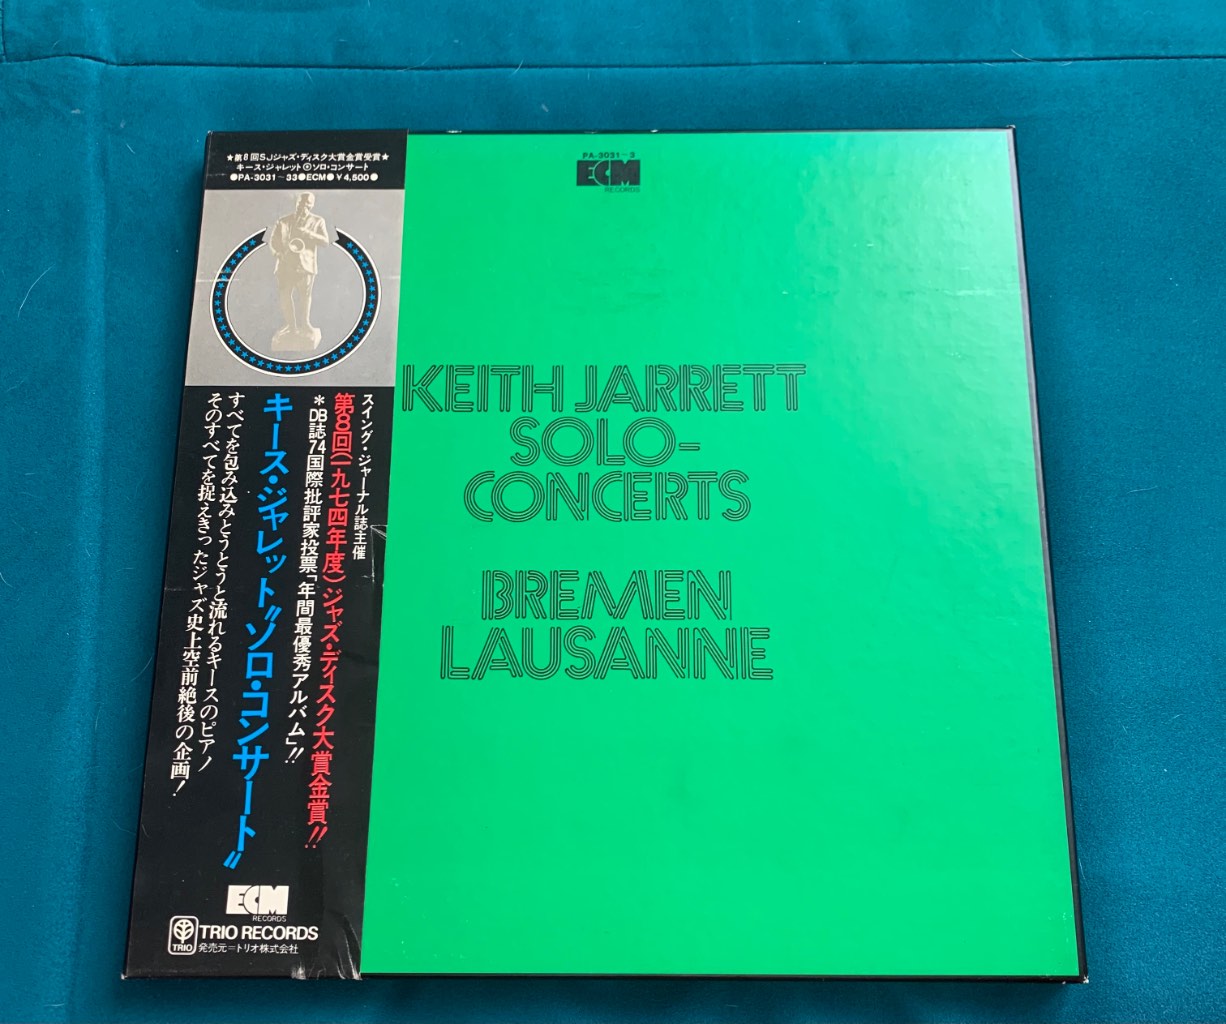 ★第8回SJジャズ・ディスク大賞金賞受賞★
キース・ジャレット⦿ソロ・コンサート
●PA-3031~33●ECM●¥4,500●
スイング・ジャーナル誌主催
第8回(一九七四年度)ジャズ・ディスク大賞金賞!!
*DB誌74国際批評家投票「年間最優秀アルバム」!!
キース・ジャレット〝ソロ・コンサート〟
すべてを包み込みとうとうと流れるキースのピアノ
そのすべてを捉えきったジャズ史上空前絶後の企画!
ECM
RECORDS
TRIO
TRIO RECORDS
発売元=トリオ株式会社
PA-3031~3
ECM
RECORDS
KEITH JARRETT
SOLO-
CONCERTS
BREMEN
LAUSANNE